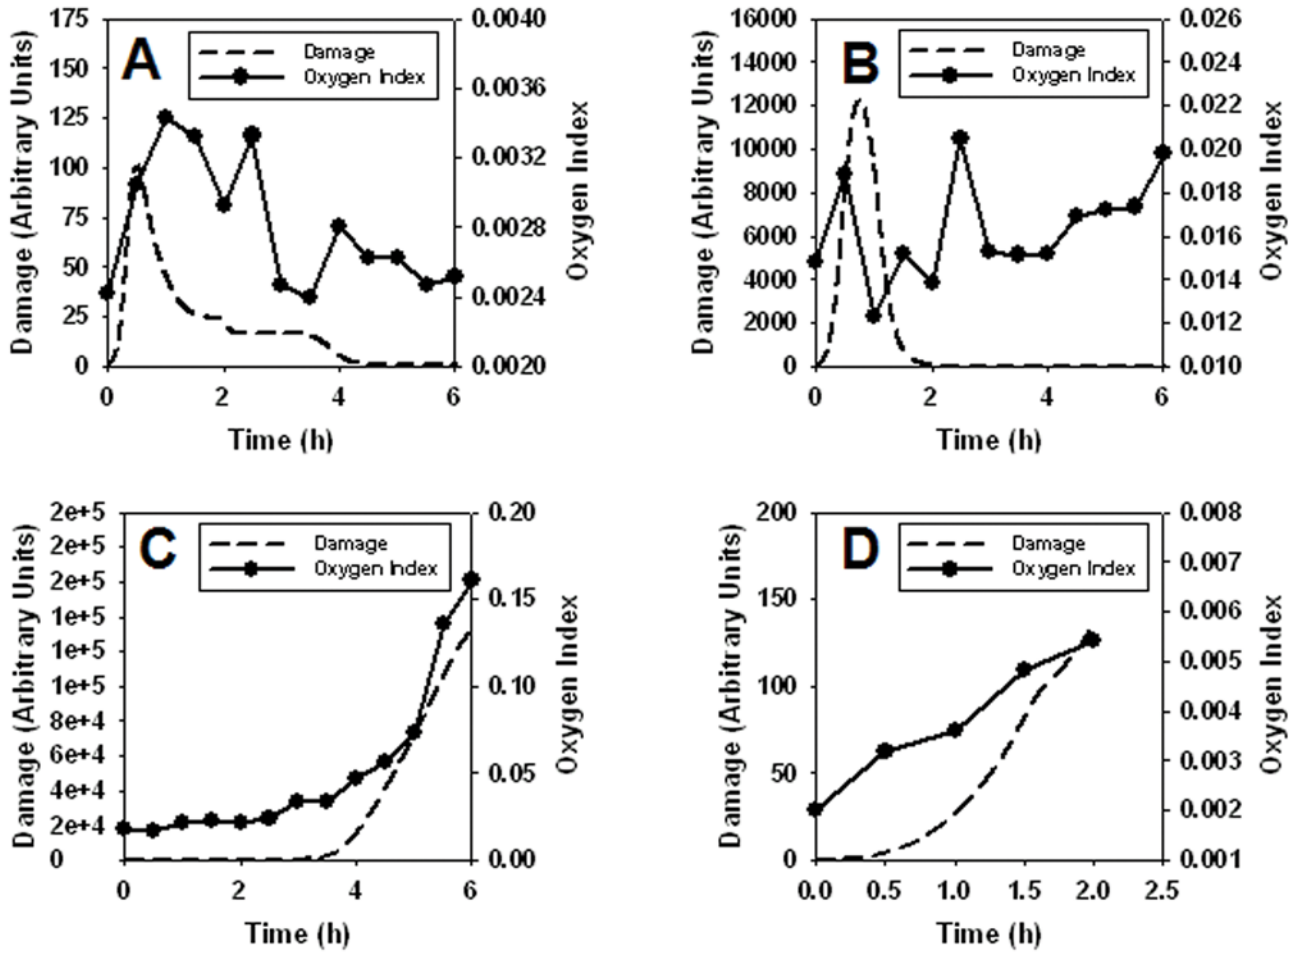 A
Damage
Oxygen Index
Damage (Arbitrary Units)
175
150
125
100
75
50
25
0
0.0040
0.0036
0.0032
0.0028
0.0024
0.0020
Oxygen Index
0 2 4 6
Time (h)
B
Damage
Oxygen Index
Damage (Arbitrary Units)
16000
14000
12000
10000
8000
6000
4000
2000
0
0.026
0.024
0.022
0.020
0.018
0.016
0.014
0.012
0.010
Oxygen Index
0 2 4 6
Time (h)
C
Damage
Oxygen Index
Damage (Arbitrary Units)
2e+5
2e+5
2e+5
1e+5
1e+5
1e+5
8e+4
6e+4
4e+4
2e+4
0
0.20
0.15
0.10
0.05
0.00
Oxygen Index
0 2 4 6
Time (h)
D
Damage
Oxygen Index
Damage (Arbitrary Units)
200
150
100
50
0
0.008
0.007
0.006
0.005
0.004
0.003
0.002
0.001
Oxygen Index
0.0 0.5 1.0 1.5 2.0 2.5
Time (h)